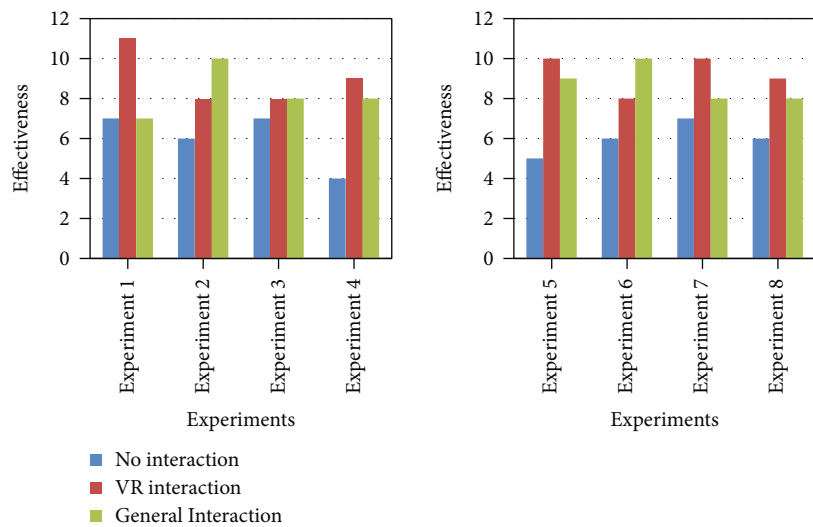 12
10
8
6
4
2
0
Effectiveness
Experiment 1
Experiment 2
Experiment 3
Experiment 4
Experiments
12
10
8
6
4
2
0
Effectiveness
Experiment 5
Experiment 6
Experiment 7
Experiment 8
Experiments
No interaction
VR interaction
General Interaction